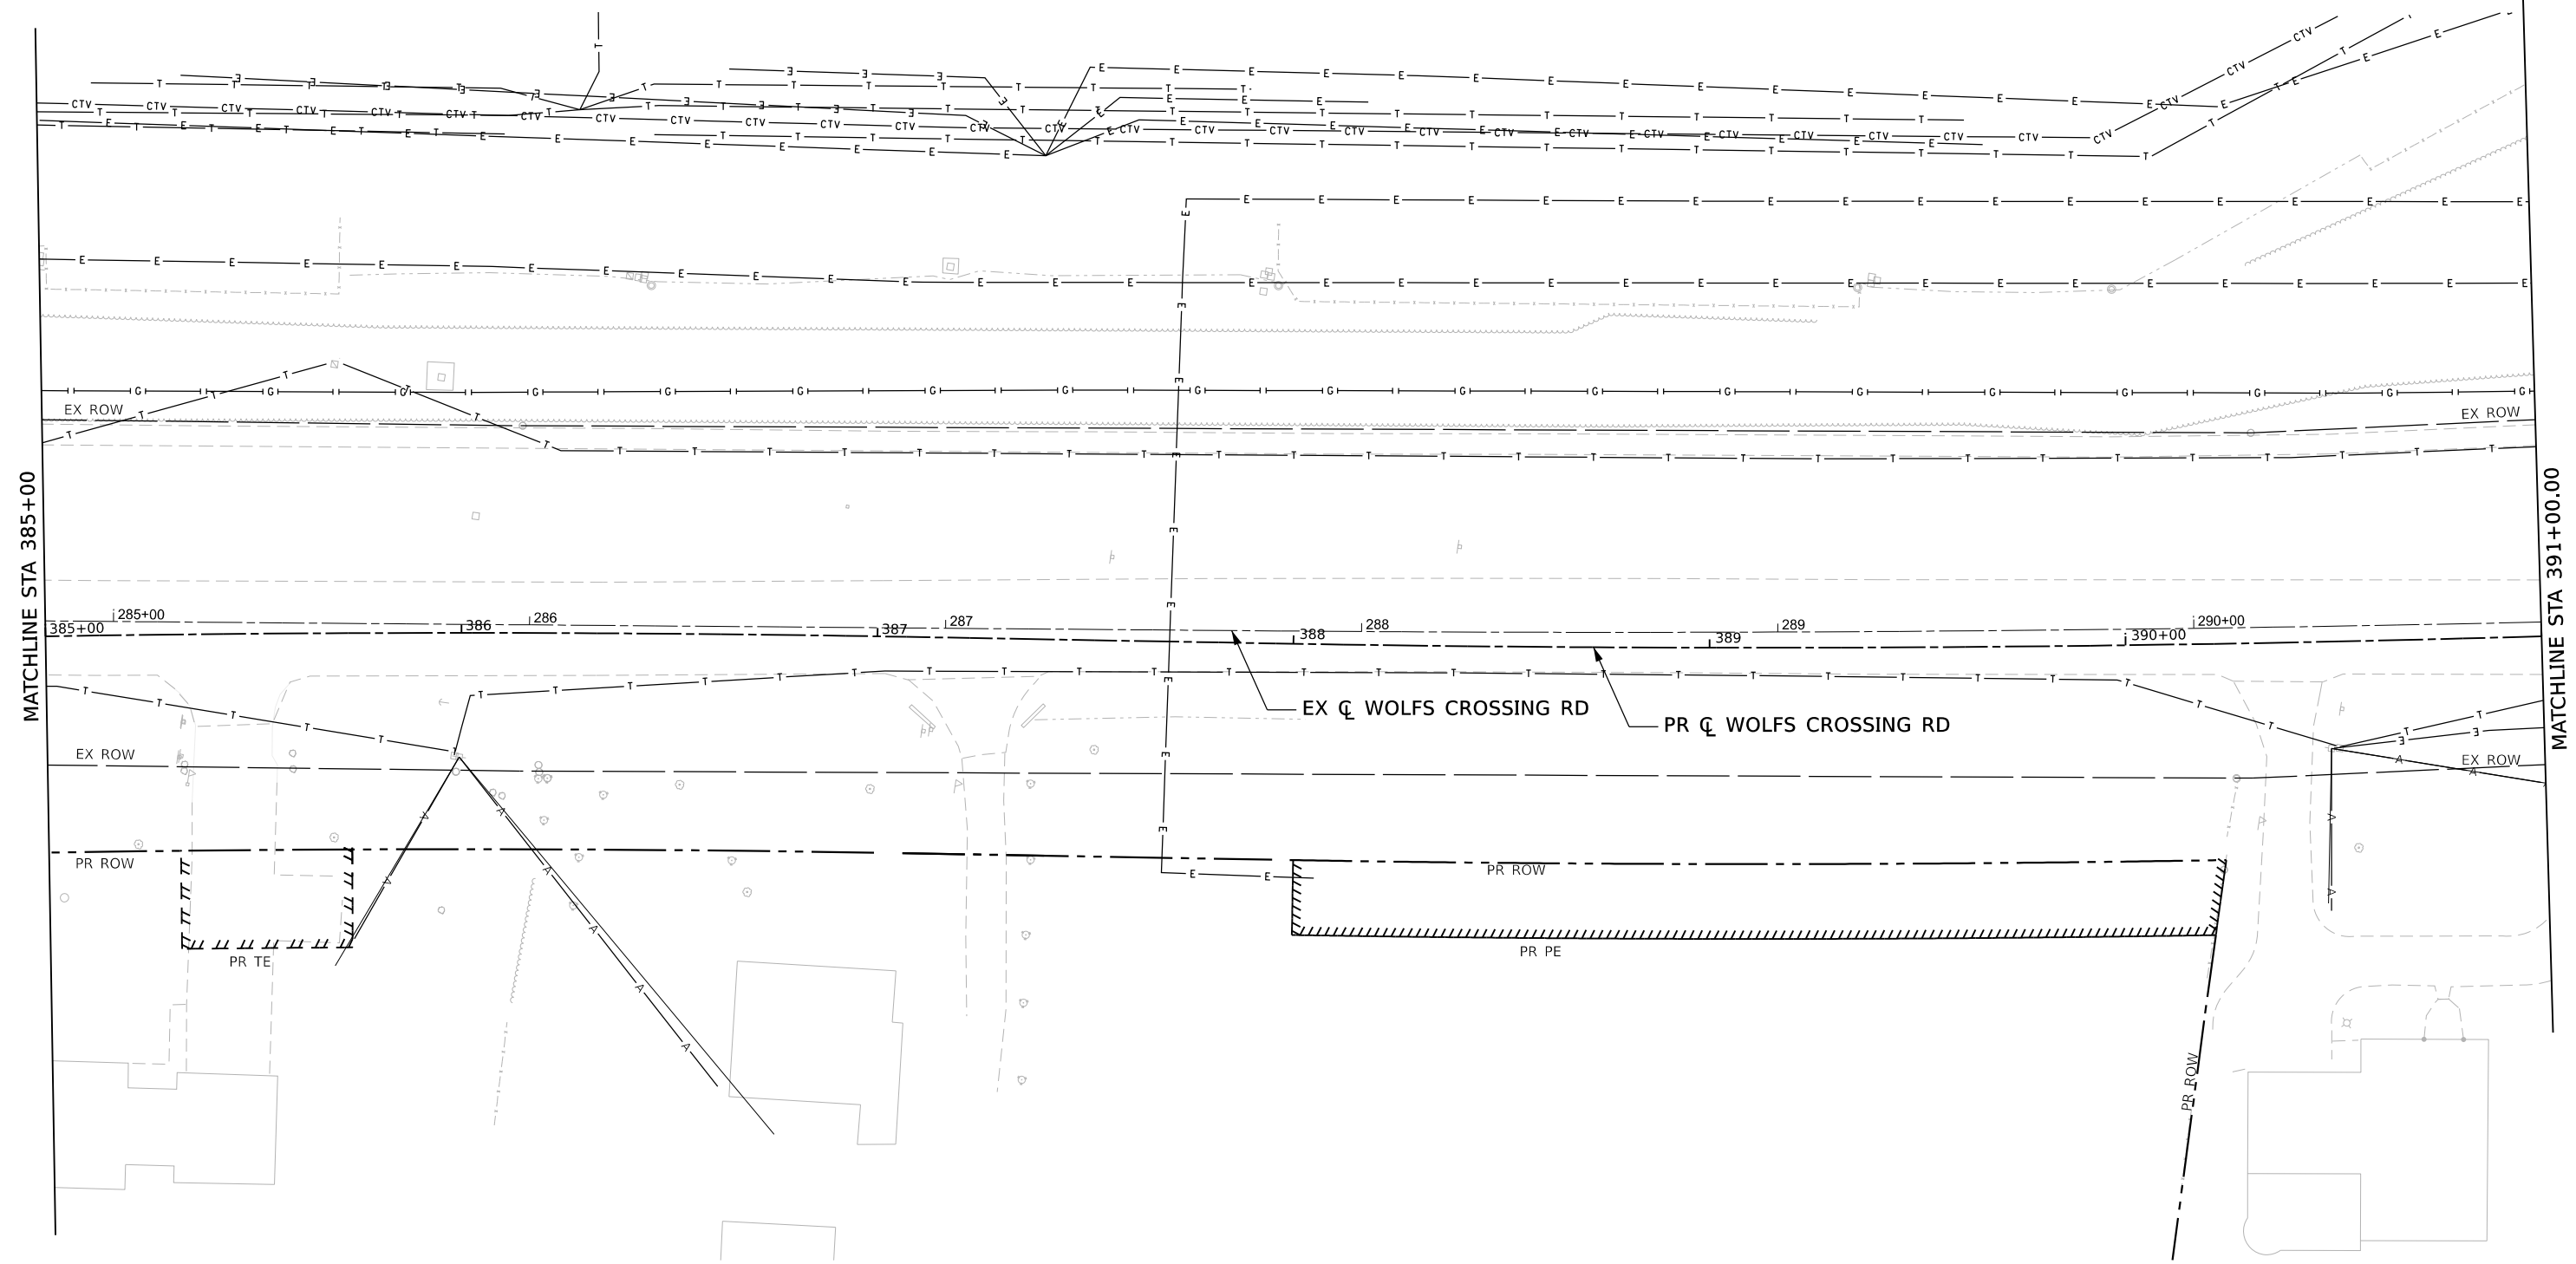 EX ROW
EX ROW
MATCHLINE STA 385+00
MATCHLINE STA 391+00.00
285+00
286
287
288
289
290+00
385+00
386
387
388
389
390+00
EX ℄ WOLFS CROSSING RD
PR ℄ WOLFS CROSSING RD
EX ROW
EX ROW
PR ROW
PR ROW
PR TE
PR PE
PR ROW